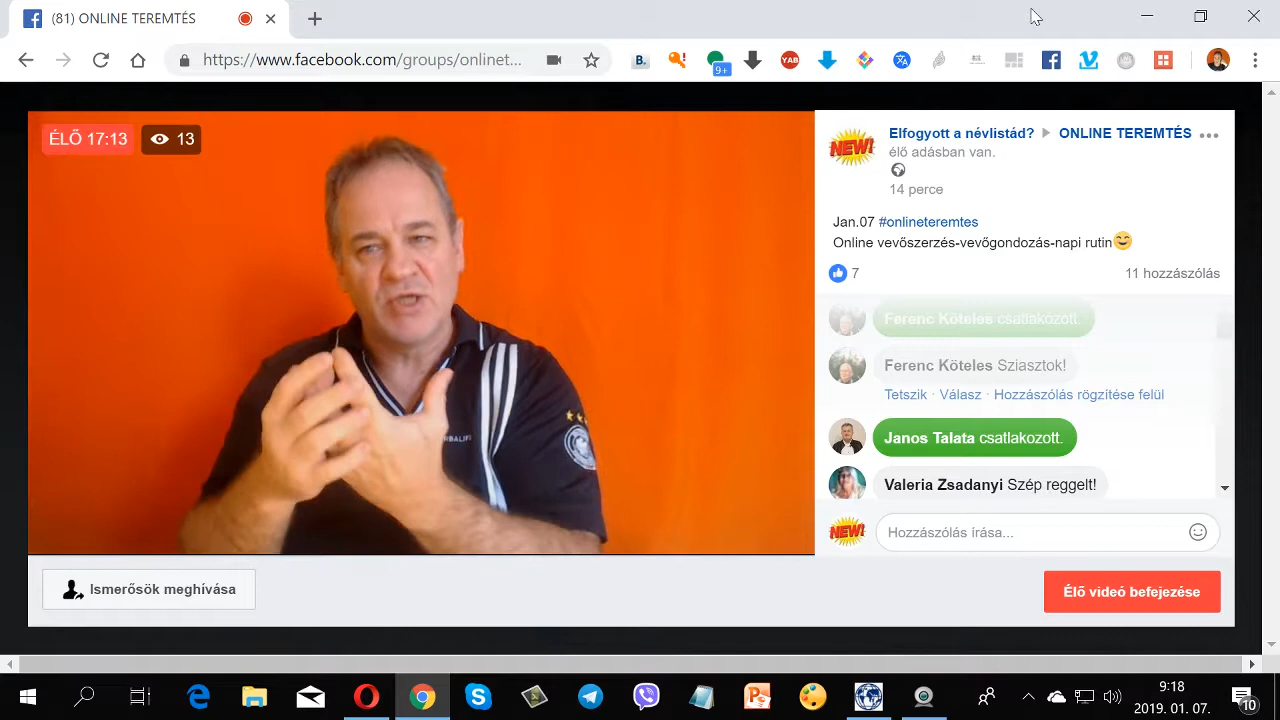 (81) ONLINE TEREMTÉS
https://www.facebook.com/groups/onlinet...
B.
9+
YAB
ÉLŐ 17:13
13
NEW!
Elfogyott a névlistád? ONLINE TEREMTÉS
élő adásban van.
14 perce
Jan.07 #onlineteremtes
Online vevőszerzés-vevőgondozás-napi rutin
7
11 hozzászólás
Ferenc Köteles csatlakozott.
Ferenc Köteles Sziasztok!
Tetszik · Válasz · Hozzászólás rögzítése felül
Janos Talata csatlakozott.
Valeria Zsadanyi Szép reggelt!
NEW!
Hozzászólás írása...
Ismerősök meghívása
Élő videó befejezése
9:18
2019. 01. 07.
10